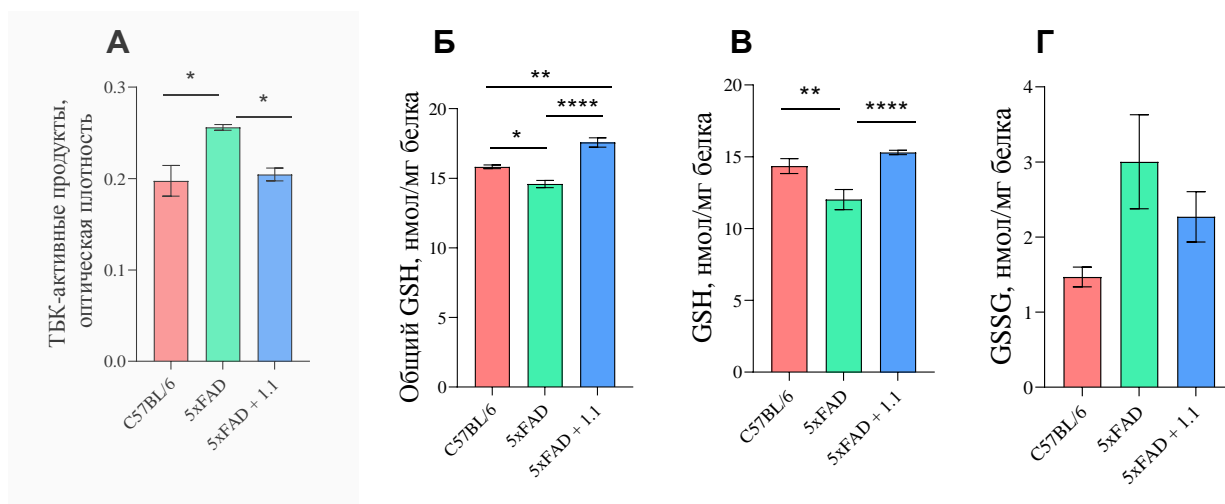 А
ТБК-активные продукты,
оптическая плотность
0.3
0.2
0.1
0.0
*
*
C57BL/6
5xFAD
5xFAD + 1.1
Б
Общий GSH, нмол/мг белка
20
15
10
5
0
**
****
*
C57BL/6
5xFAD
5xFAD + 1.1
В
GSH, нмол/мг белка
20
15
10
5
0
**
****
C57BL/6
5xFAD
5xFAD + 1.1
Г
GSSG, нмол/мг белка
4
3
2
1
0
C57BL/6
5xFAD
5xFAD + 1.1